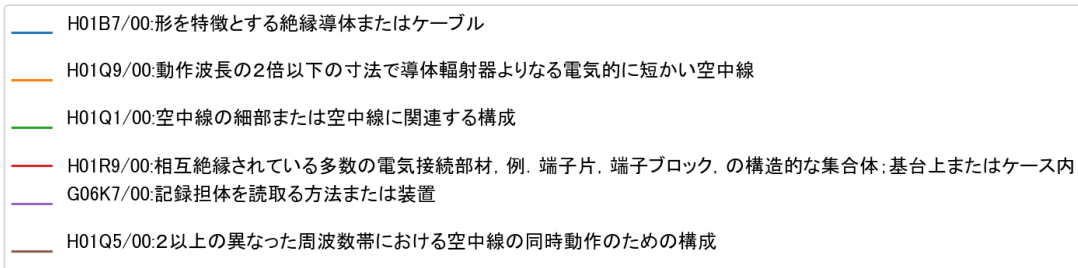 H01B7/00:形を特徴とする絶縁導体またはケーブル
H01Q9/00:動作波長の２倍以下の寸法で導体輻射器よりなる電気的に短かい空中線
H01Q1/00:空中線の細部または空中線に関連する構成
H01R9/00:相互絶縁されている多数の電気接続部材，例．端子片，端子ブロック，の構造的な集合体；基台上またはケース内
G06K7/00:記録担体を読取る方法または装置
H01Q5/00:２以上の異なった周波数帯における空中線の同時動作のための構成